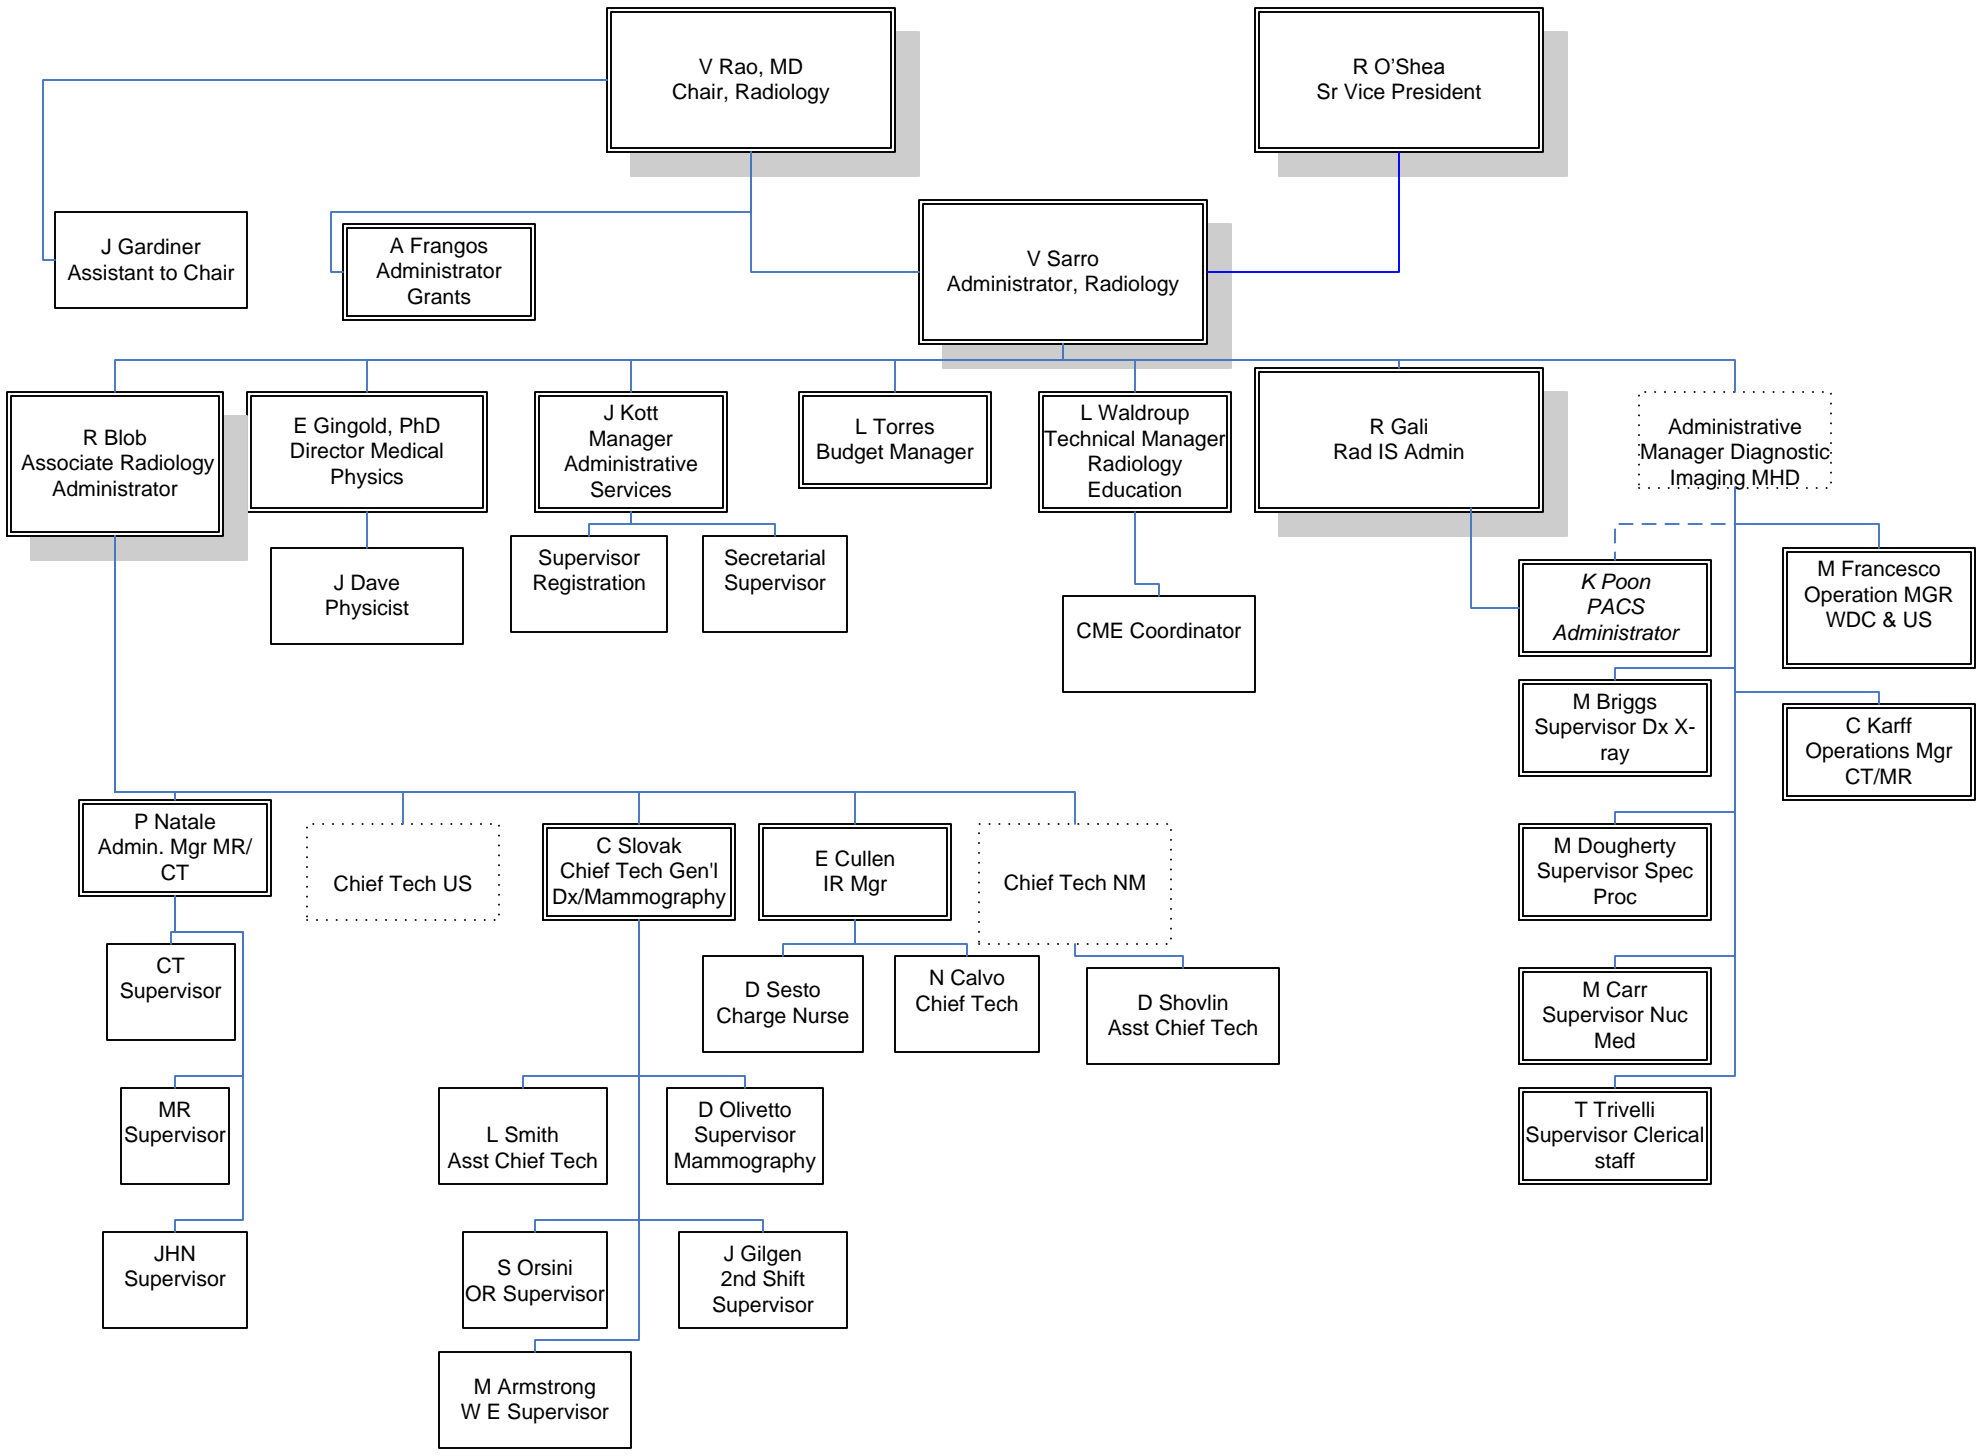 V Rao, MD
Chair, Radiology
R O’Shea
Sr Vice President
J Gardiner
Assistant to Chair
A Frangos
Administrator
Grants
V Sarro
Administrator, Radiology
R Blob
Associate Radiology
Administrator
E Gingold, PhD
Director Medical
Physics
J Kott
Manager
Administrative
Services
L Torres
Budget Manager
L Waldroup
Technical Manager
Radiology
Education
R Gali
Rad IS Admin
Administrative
Manager Diagnostic
Imaging MHD
J Dave
Physicist
Supervisor
Registration
Secretarial
Supervisor
CME Coordinator
K Poon
PACS
Administrator
M Francesco
Operation MGR
WDC & US
M Briggs
Supervisor Dx X-
ray
C Karff
Operations Mgr
CT/MR
P Natale
Admin. Mgr MR/
CT
Chief Tech US
C Slovak
Chief Tech Gen'l
Dx/Mammography
E Cullen
IR Mgr
Chief Tech NM
M Dougherty
Supervisor Spec
Proc
CT
Supervisor
D Sesto
Charge Nurse
N Calvo
Chief Tech
D Shovlin
Asst Chief Tech
M Carr
Supervisor Nuc
Med
MR
Supervisor
L Smith
Asst Chief Tech
D Olivetto
Supervisor
Mammography
T Trivelli
Supervisor Clerical
staff
JHN
Supervisor
S Orsini
OR Supervisor
J Gilgen
2nd Shift
Supervisor
M Armstrong
W E Supervisor